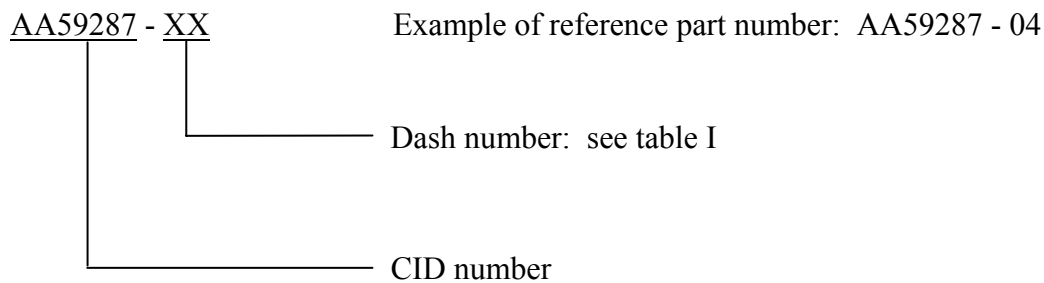 AA59287 - XX Example of reference part number: AA59287 - 04
Dash number: see table I
CID number